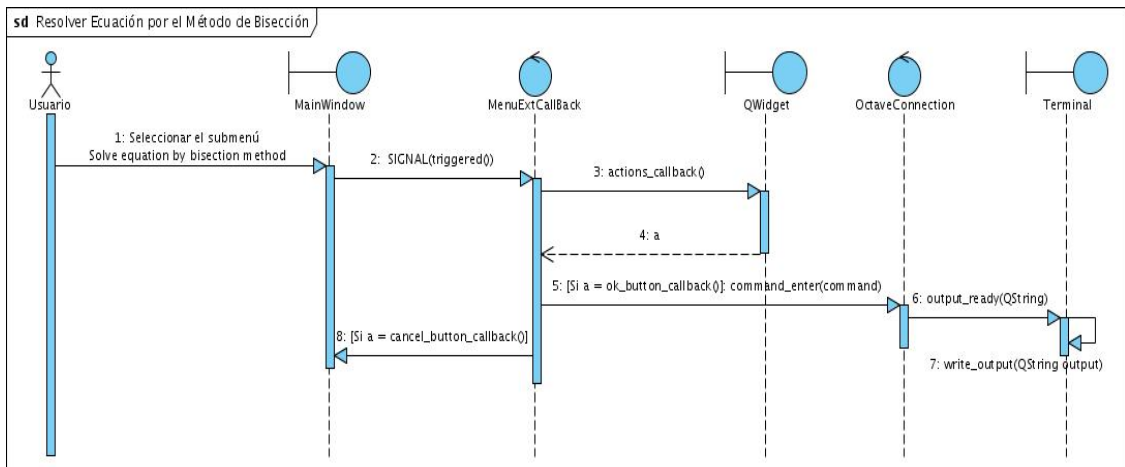 sd Resolver Ecuación por el Método de Bisección
Usuario
MainWindow
MenuExtCallBack
QWidget
OctaveConnection
Terminal
1: Seleccionar el submenú
Solve equation by bisection method
2: SIGNAL(triggered())
3: actions_callback()
4: a
5: [Si a = ok_button_callback()]: command_enter(command)
6: output_ready(QString)
8: [Si a = cancel_button_callback()]
7: write_output(QString output)